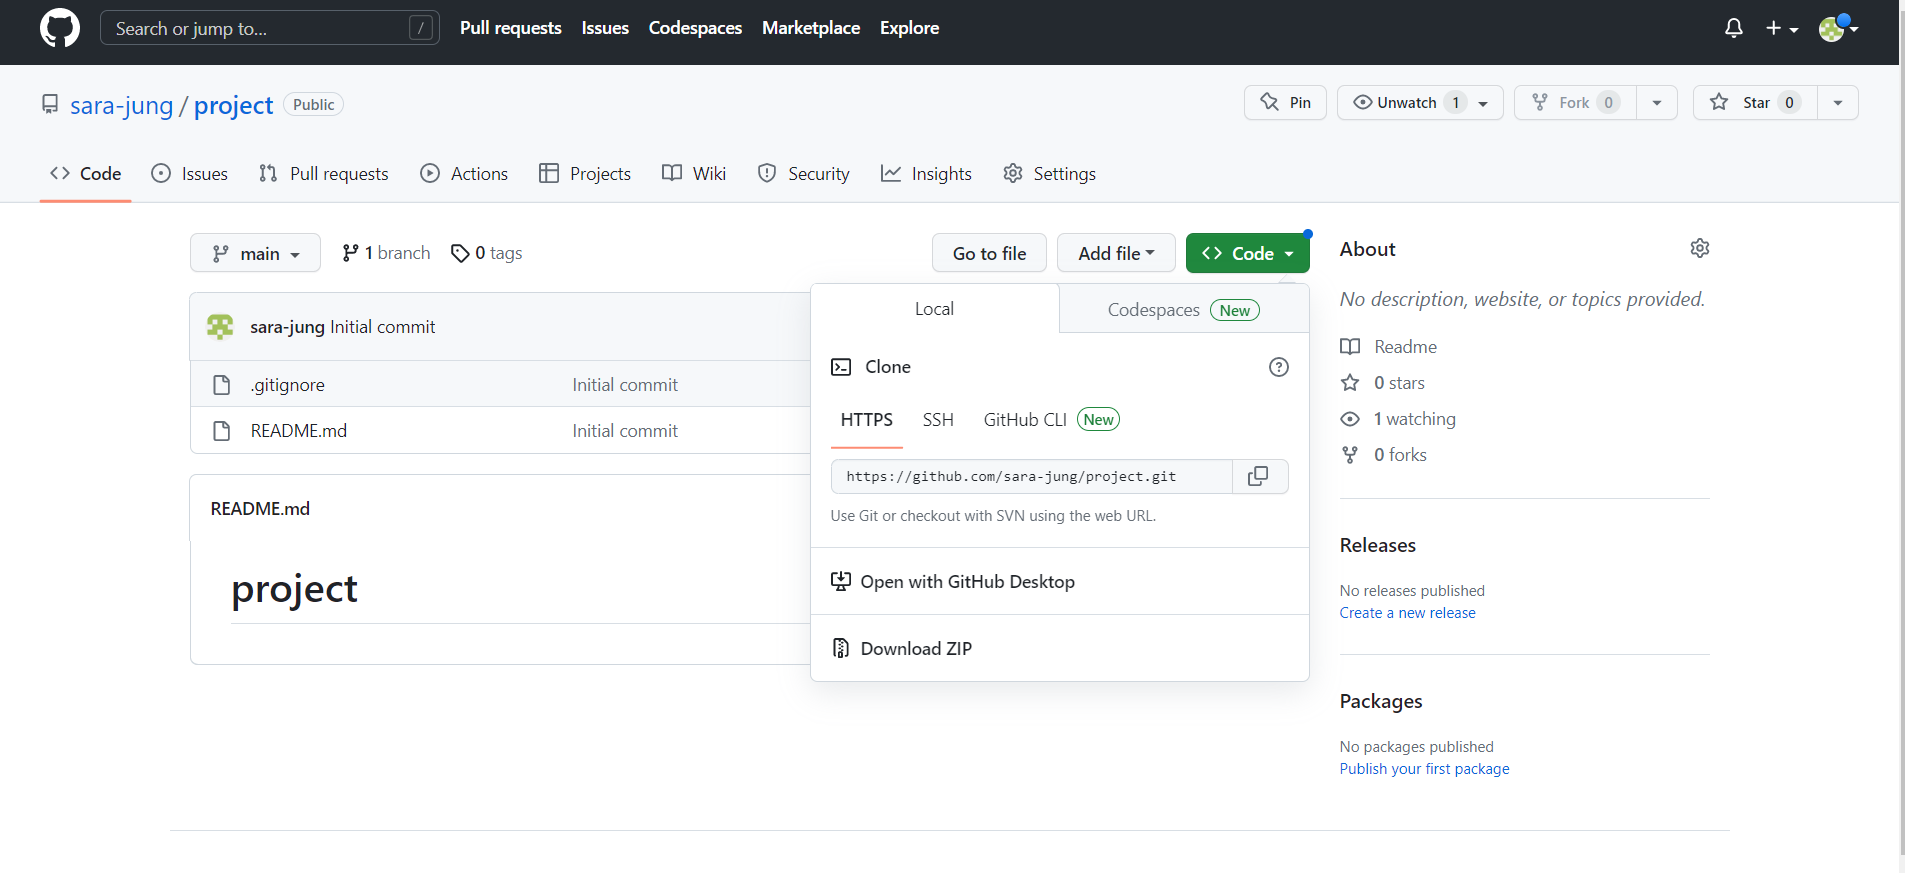 Search or jump to... /
Pull requests Issues Codespaces Marketplace Explore
sara-jung / project Public
Pin Unwatch 1 Fork 0 Star 0
Code Issues Pull requests Actions Projects Wiki Security Insights Settings
main 1 branch 0 tags
Go to file Add file Code
sara-jung Initial commit
.gitignore Initial commit
README.md Initial commit
README.md
project
Local Codespaces New
Clone
HTTPS SSH GitHub CLI New
https://github.com/sara-jung/project.git
Use Git or checkout with SVN using the web URL.
Open with GitHub Desktop
Download ZIP
About
No description, website, or topics provided.
Readme
0 stars
1 watching
0 forks
Releases
No releases published
Create a new release
Packages
No packages published
Publish your first package